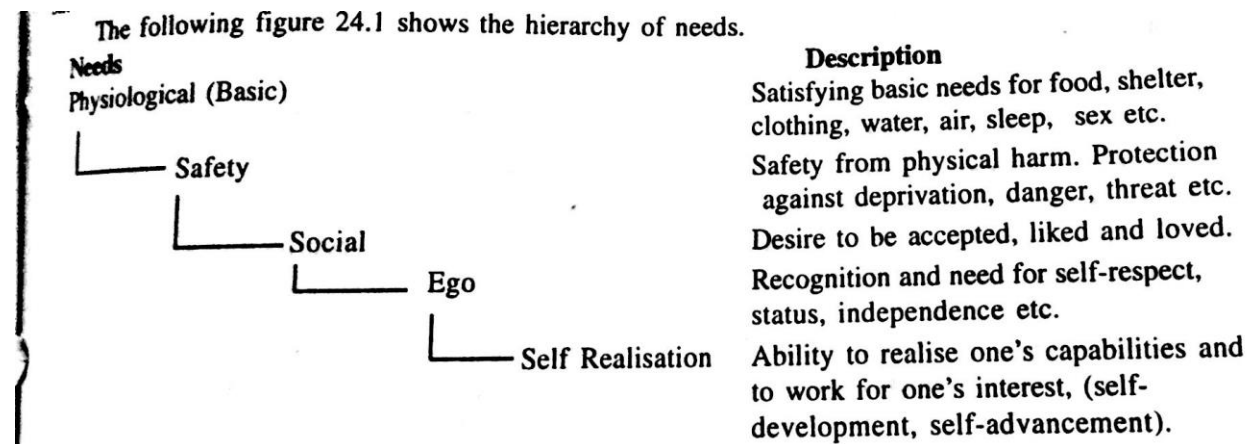 The following figure 24.1 shows the hierarchy of needs.
Needs
Description
Physiological (Basic)
Satisfying basic needs for food, shelter,
clothing, water, air, sleep, sex etc.
Safety
Safety from physical harm. Protection
against deprivation, danger, threat etc.
Social
Desire to be accepted, liked and loved.
Ego
Recognition and need for self-respect,
status, independence etc.
Self Realisation
Ability to realise one's capabilities and
to work for one's interest, (self-
development, self-advancement).